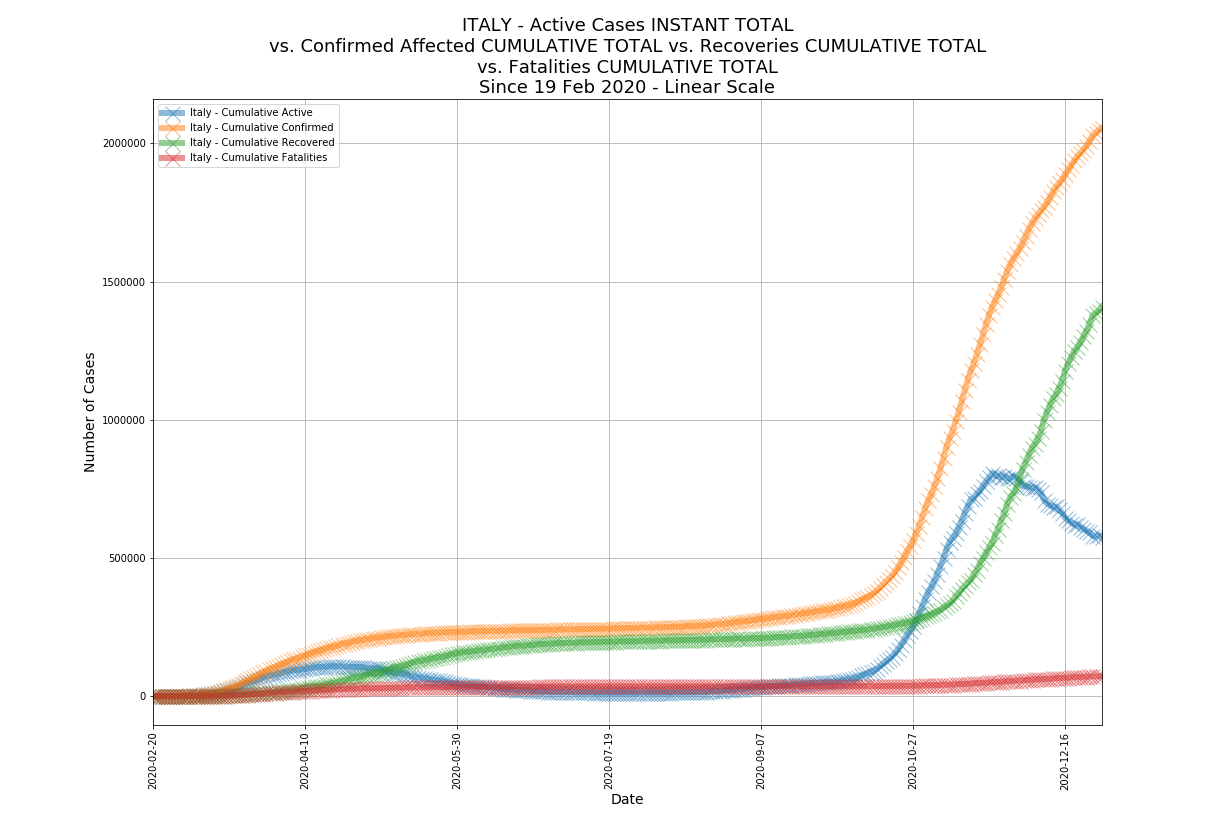 ITALY - Active Cases INSTANT TOTAL
vs. Confirmed Affected CUMULATIVE TOTAL vs. Recoveries CUMULATIVE TOTAL
vs. Fatalities CUMULATIVE TOTAL
Since 19 Feb 2020 - Linear Scale
Italy - Cumulative Active
Italy - Cumulative Confirmed
Italy - Cumulative Recovered
Italy - Cumulative Fatalities
Number of Cases
2000000
1500000
1000000
500000
0
2020-02-20
2020-04-10
2020-05-30
2020-07-19
2020-09-07
2020-10-27
2020-12-16
Date